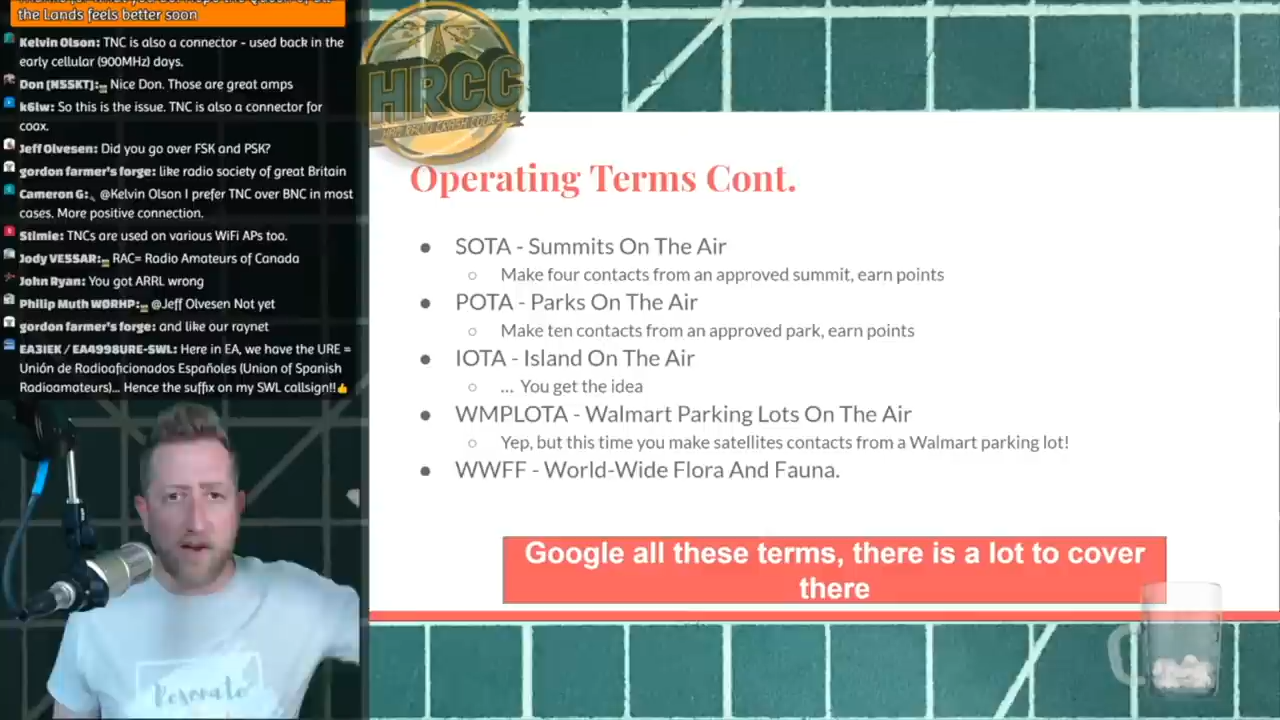 the Lands feels better soon
Kelvin Olson: TNC is also a connector - used back in the
early cellular (900MHz) days.
Don [N5SKT]: Nice Don. Those are great amps
k6lw: So this is the issue. TNC is also a connector for
coax.
Jeff Olvesen: Did you go over FSK and PSK?
gordon farmer's forge: like radio society of great Britain
Cameron G: @Kelvin Olson I prefer TNC over BNC in most
cases. More positive connection.
Stimie: TNCs are used on various WiFi APs too.
Jody VE5SAR: RAC= Radio Amateurs of Canada
John Ryan: You got ARRL wrong
Philip Muth WØRHP: @Jeff Olvesen Not yet
gordon farmer's forge: and like our raynet
EA3IEK / EA4998URE-SWL: Here in EA, we have the URE =
Unión de Radioaficionados Españoles (Union of Spanish
Radioamateurs)... Hence the suffix on my SWL callsign!!👍
HRCC
HAM RADIO CRASH COURSE
Operating Terms Cont.
● SOTA - Summits On The Air
○ Make four contacts from an approved summit, earn points
● POTA - Parks On The Air
○ Make ten contacts from an approved park, earn points
● IOTA - Island On The Air
○ ... You get the idea
● WMPLOTA - Walmart Parking Lots On The Air
○ Yep, but this time you make satellites contacts from a Walmart parking lot!
● WWFF - World-Wide Flora And Fauna.
Google all these terms, there is a lot to cover
there
Resonate